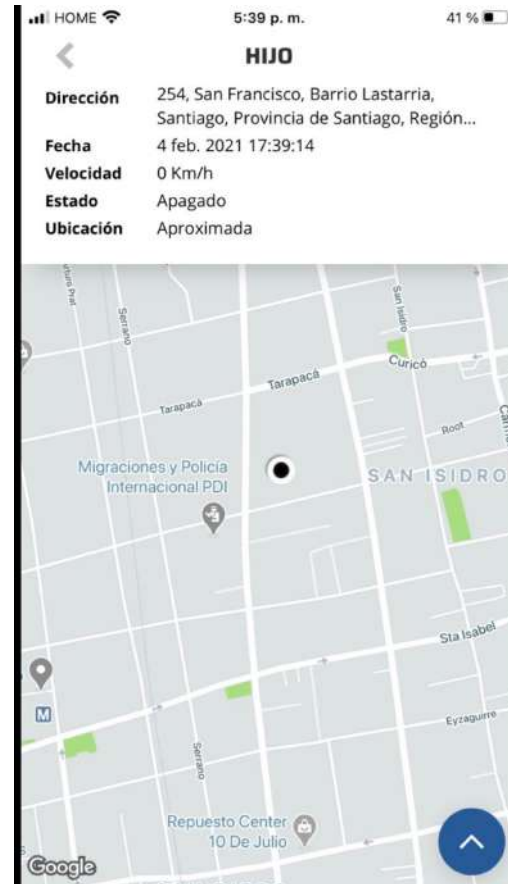 HOME 5:39 p. m. 41 %
HIJO
Dirección 254, San Francisco, Barrio Lastarria,
Santiago, Provincia de Santiago, Región...
Fecha 4 feb. 2021 17:39:14
Velocidad 0 Km/h
Estado Apagado
Ubicación Aproximada
Arturo Prat
Serrano
San Isidro
Curicó
Tarapacá
Tarapacá
Root
Migraciones y Policía
Internacional PDI
SAN ISIDRO
Sta Isabel
M
Eyzaguirre
Serrano
Repuesto Center
10 De Julio
Google